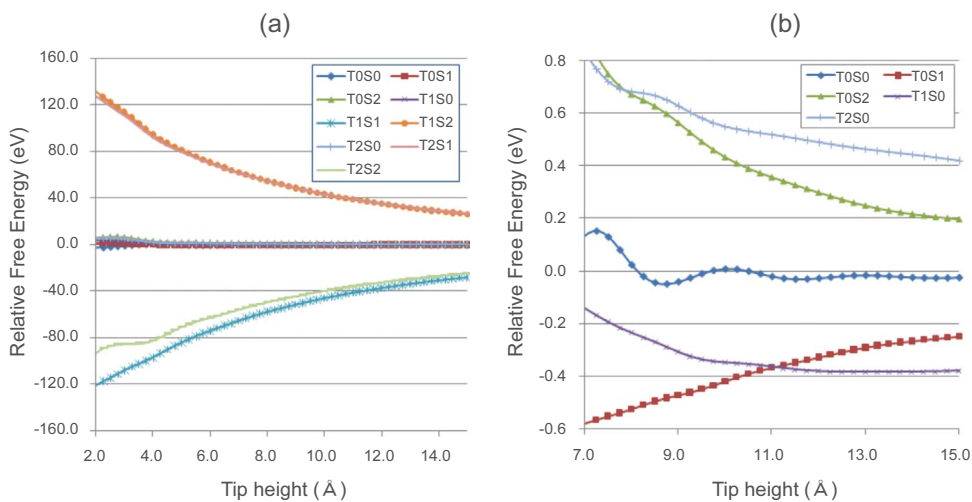 (a)
160.0
120.0
80.0
40.0
0.0
-40.0
-80.0
-120.0
-160.0
Relative Free Energy (eV)
T0S0 T0S1
T0S2 T1S0
T1S1 T1S2
T2S0 T2S1
T2S2
2.0 4.0 6.0 8.0 10.0 12.0 14.0
Tip height (Å)
(b)
0.8
0.6
0.4
0.2
0.0
-0.2
-0.4
-0.6
Relative Free Energy (eV)
T0S0 T0S1
T0S2 T1S0
T2S0
7.0 9.0 11.0 13.0 15.0
Tip height (Å)